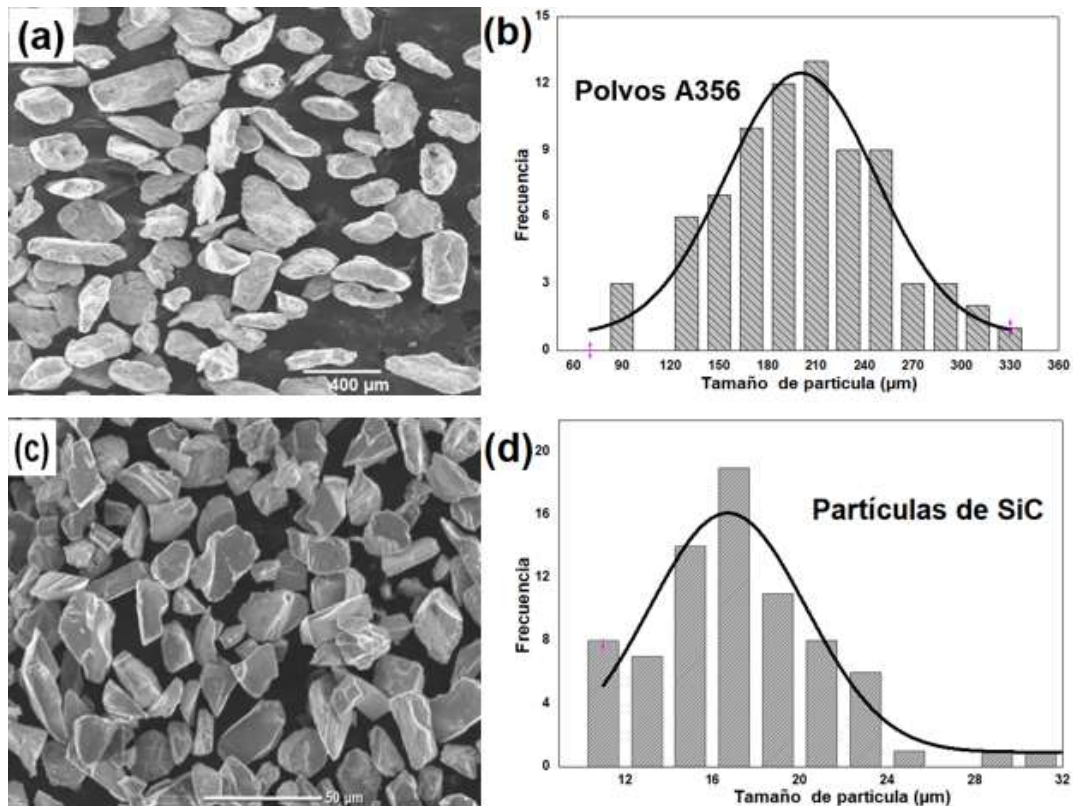 (a)
400 µm
(b)
Polvos A356
Frecuencia
15
12
9
6
3
0
60 90 120 150 180 210 240 270 300 330 360
Tamaño de particula (µm)
(c)
50 µm
(d)
Partículas de SiC
Frecuencia
20
16
12
8
4
0
12 16 20 24 28 32
Tamaño de particula (µm)